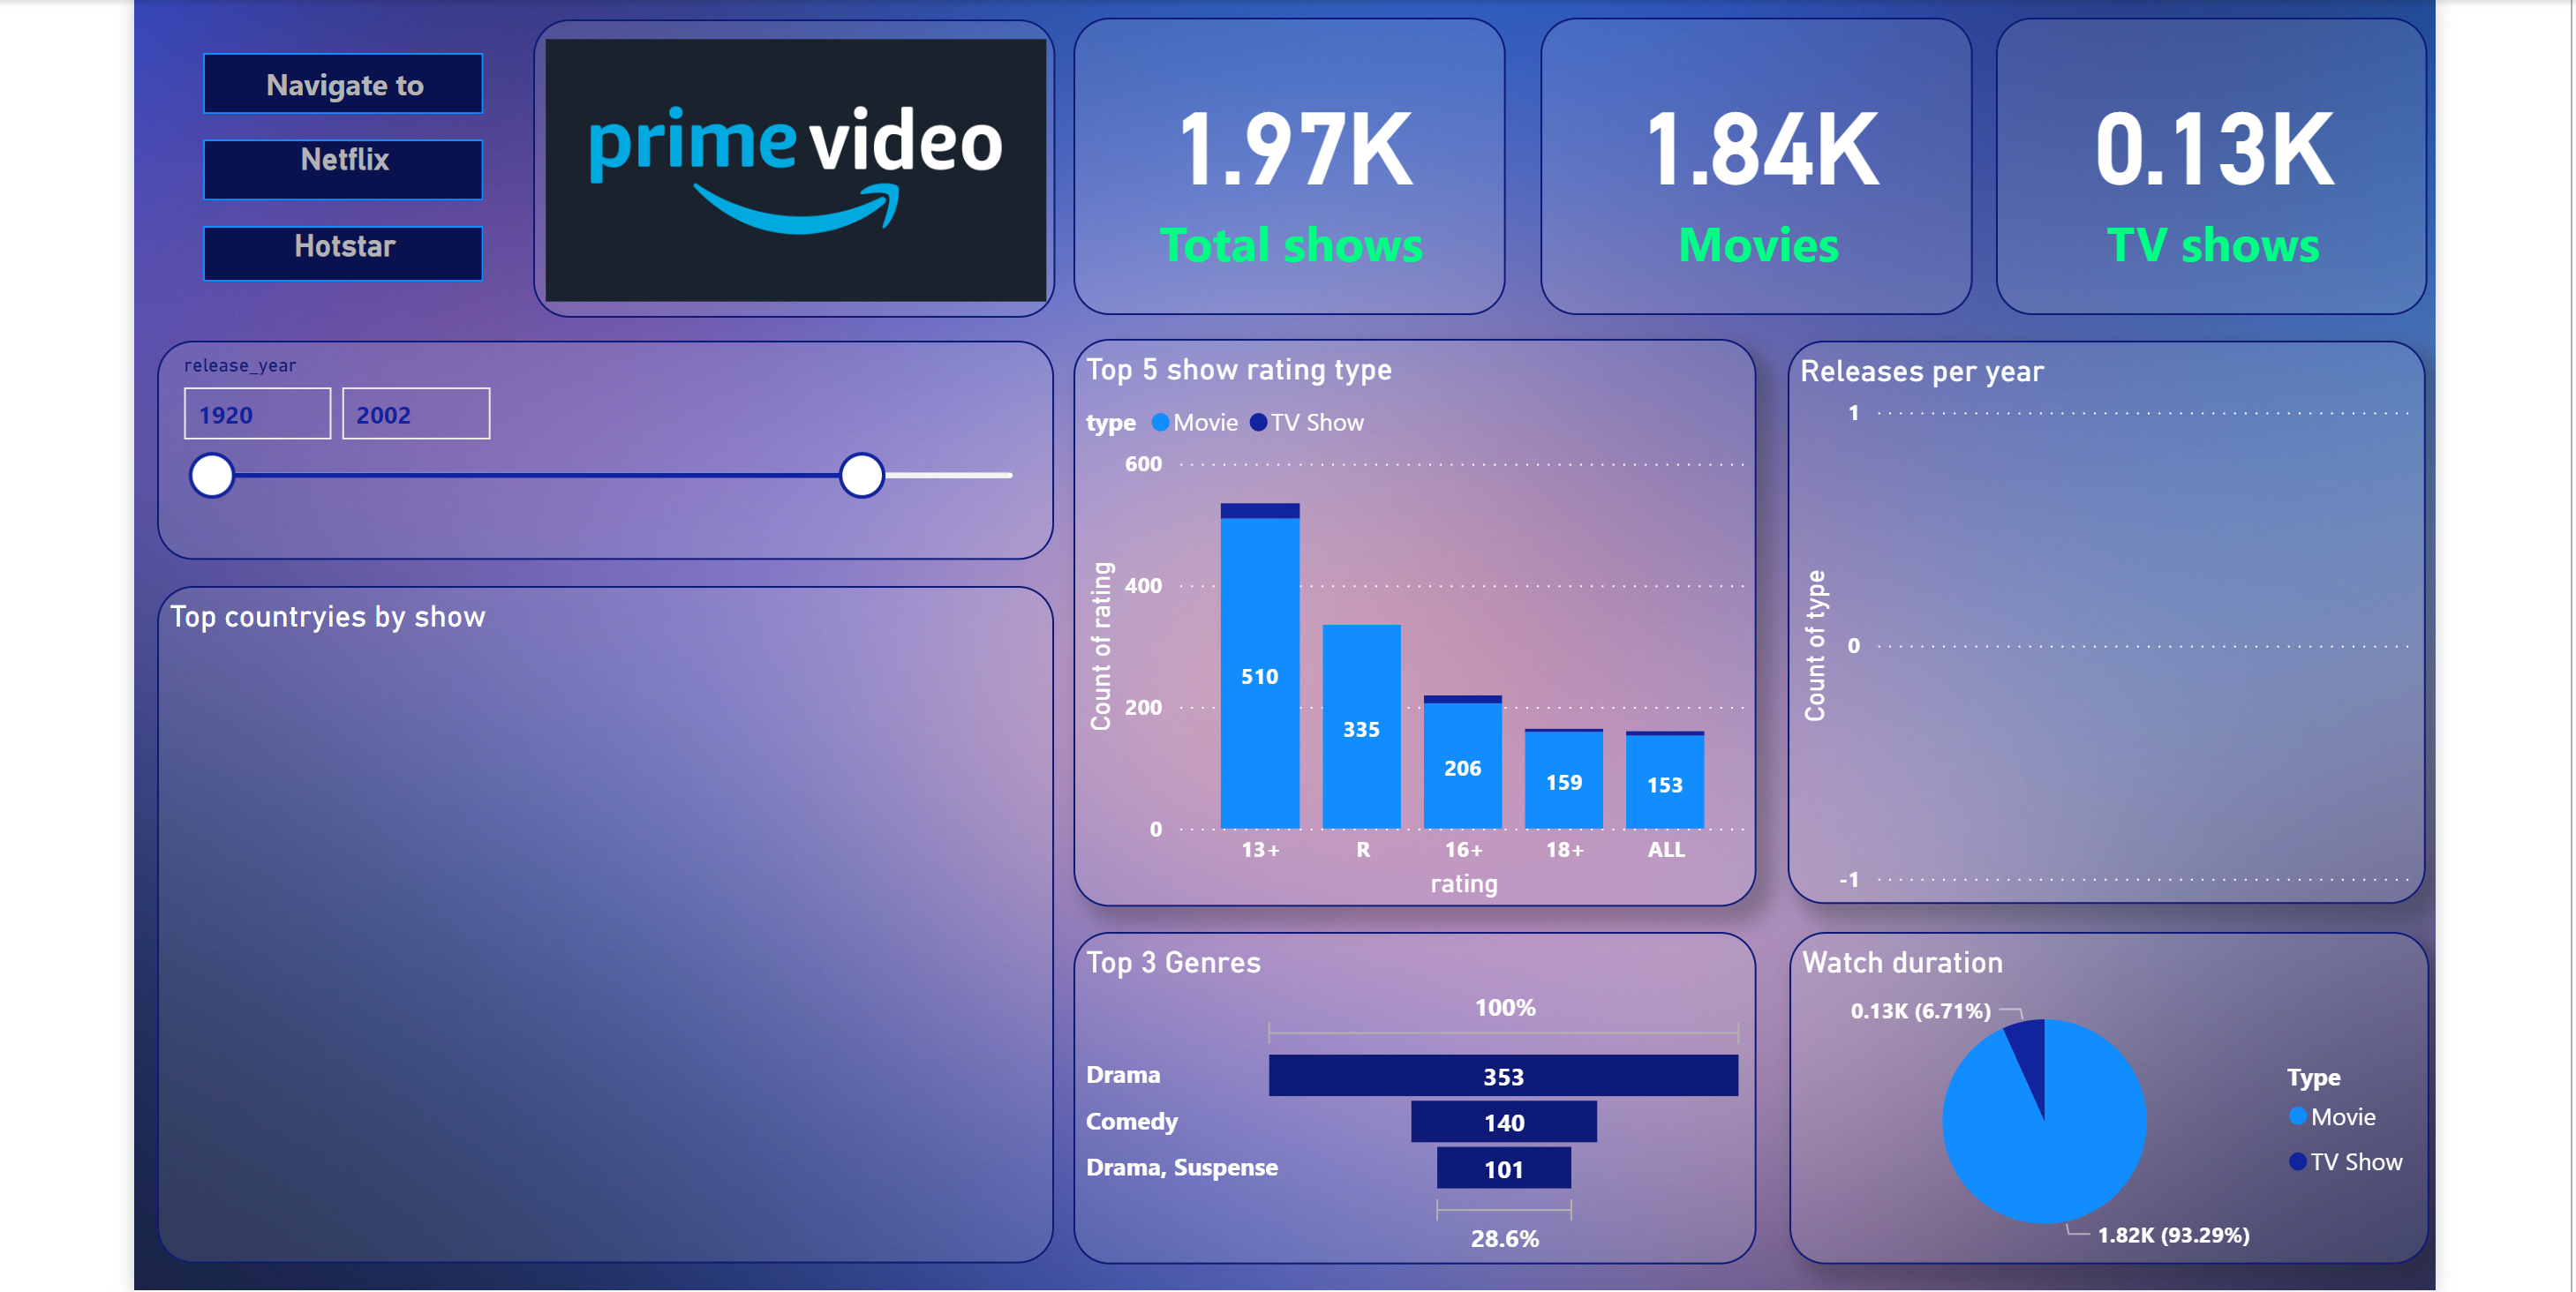 Navigate to
Netflix
Hotstar
prime video
1.97K
Total shows
1.84K
Movies
0.13K
TV shows
release_year
1920 2002
Top countryies by show
Top 5 show rating type
type Movie TV Show
600
400
200
0
Count of rating
510
335
206
159
153
13+ R 16+ 18+ ALL
rating
Releases per year
1
0
-1
Count of type
Top 3 Genres
100%
Drama 353
Comedy 140
Drama, Suspense 101
28.6%
Watch duration
0.13K (6.71%)
1.82K (93.29%)
Type
Movie
TV Show